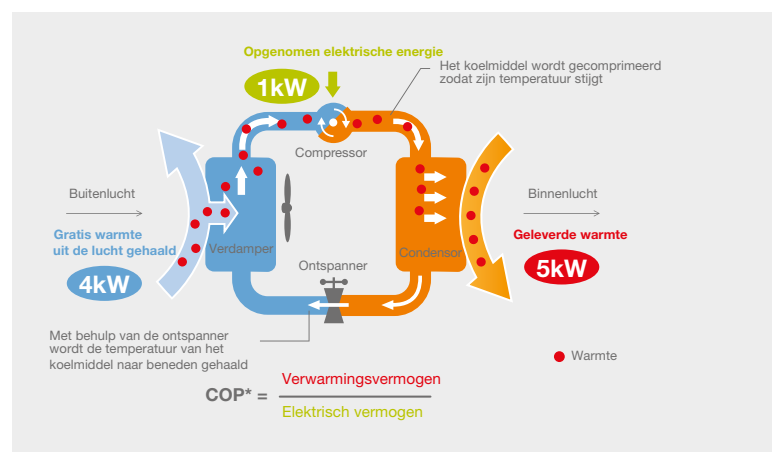 Opgenomen elektrische energie
1kW
Het koelmiddel wordt gecomprimeerd
zodat zijn temperatuur stijgt
Compressor
Buitenlucht
Gratis warmte
uit de lucht gehaald
4kW
Verdamper
Ontspanner
Condensor
Binnenlucht
Geleverde warmte
5kW
Met behulp van de ontspanner
wordt de temperatuur van het
koelmiddel naar beneden gehaald
Warmte
COP* =
Verwarmingsvermogen
Elektrisch vermogen